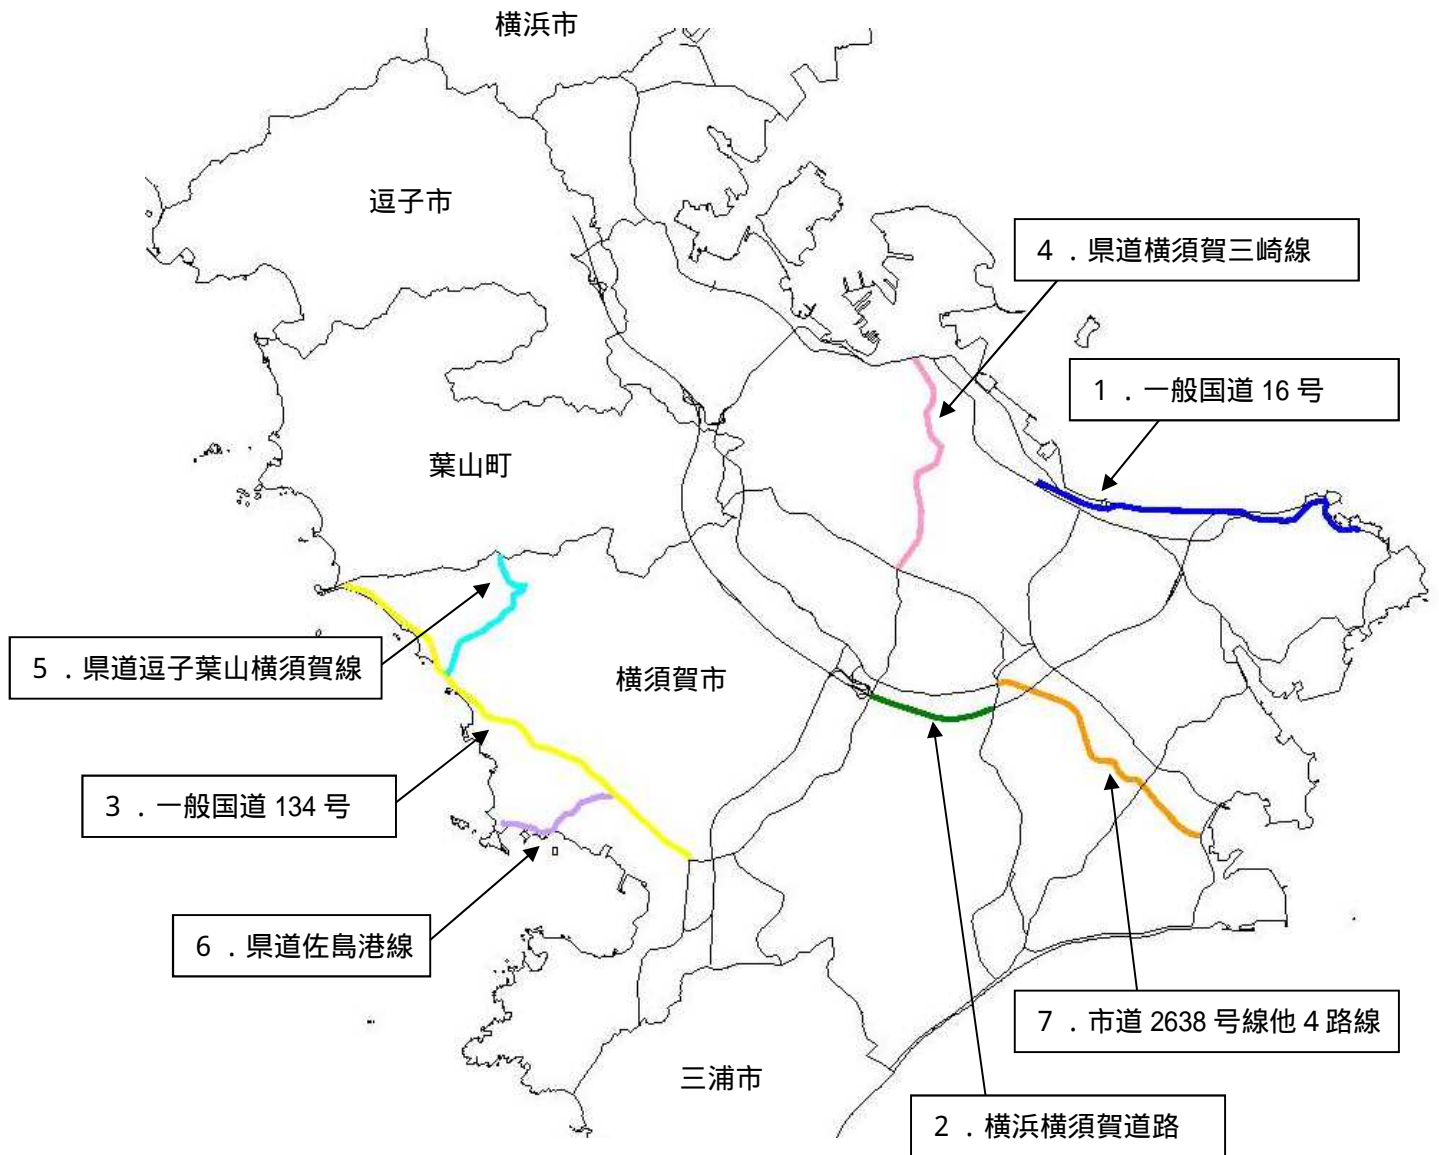 横浜市
逗子市
4．県道横須賀三崎線
1．一般国道 16 号
葉山町
5．県道逗子葉山横須賀線
横須賀市
3．一般国道 134 号
6．県道佐島港線
7．市道 2638 号線他 4 路線
三浦市
2．横浜横須賀道路